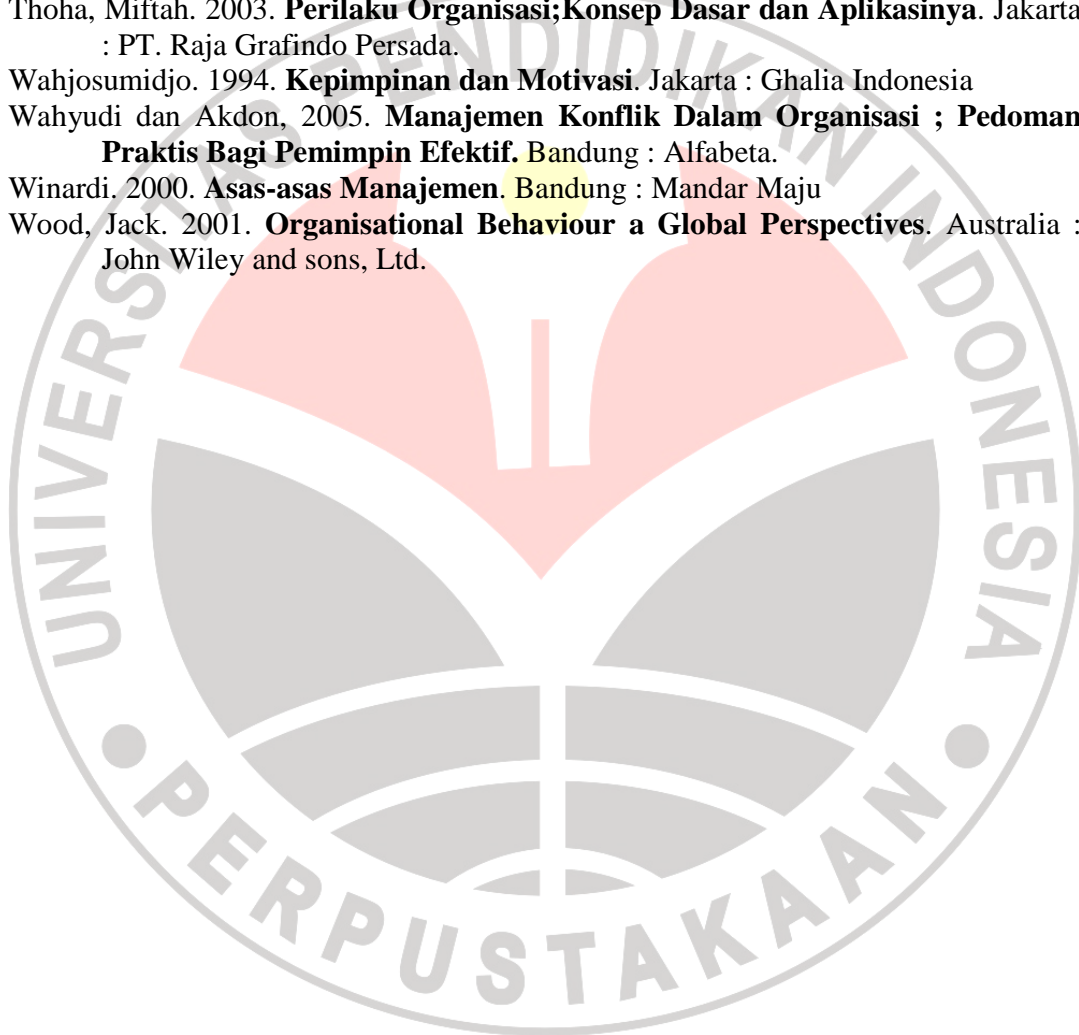 Thoha, Miftah. 2003. Perilaku Organisasi;Konsep Dasar dan Aplikasinya. Jakarta
: PT. Raja Grafindo Persada.
Wahjosumidjo. 1994. Kepimpinan dan Motivasi. Jakarta : Ghalia Indonesia
Wahyudi dan Akdon, 2005. Manajemen Konflik Dalam Organisasi ; Pedoman
Praktis Bagi Pemimpin Efektif. Bandung : Alfabeta.
Winardi. 2000. Asas-asas Manajemen. Bandung : Mandar Maju
Wood, Jack. 2001. Organisational Behaviour a Global Perspectives. Australia :
John Wiley and sons, Ltd.
UNIVERSITAS PENDIDIKAN INDONESIA
PERPUSTAKAAN